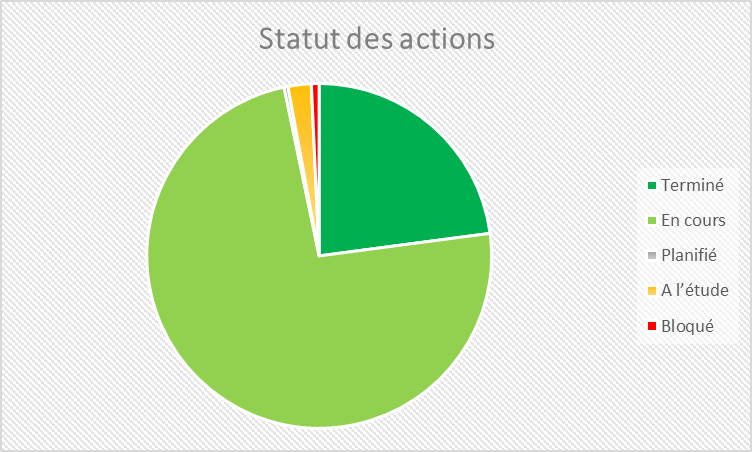 Statut des actions
Terminé
En cours
Planifié
A l’étude
Bloqué